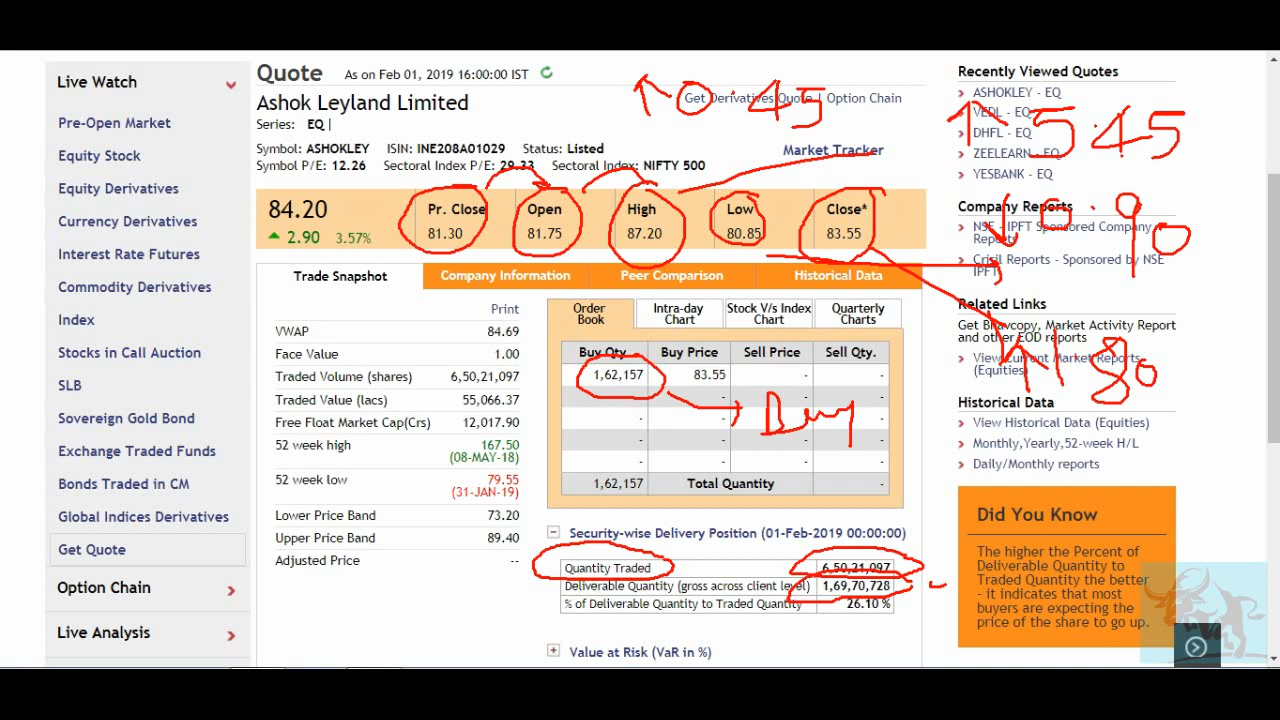 Live Watch
Pre-Open Market
Equity Stock
Equity Derivatives
Currency Derivatives
Interest Rate Futures
Commodity Derivatives
Index
Stocks in Call Auction
SLB
Sovereign Gold Bond
Exchange Traded Funds
Bonds Traded in CM
Global Indices Derivatives
Get Quote
Option Chain
Live Analysis
Quote As on Feb 01, 2019 16:00:00 IST
0.45
Get Derivatives Quote | Option Chain
Ashok Leyland Limited
Series: EQ |
Symbol: ASHOKLEY ISIN: INE208A01029 Status: Listed
Market Tracker
Symbol P/E: 12.26 Sectoral Index P/E: 29.33 Sectoral Index: NIFTY 500
84.20 Pr. Close Open High Low Close*
2.90 3.57% 81.30 81.75 87.20 80.85 83.55
Trade Snapshot Company Information Peer Comparison Historical Data
Print
VWAP 84.69
Face Value 1.00
Traded Volume (shares) 6,50,21,097
Traded Value (lacs) 55,066.37
Free Float Market Cap(Crs) 12,017.90
52 week high 167.50
(08-MAY-18)
52 week low 79.55
(31-JAN-19)
Lower Price Band 73.20
Upper Price Band 89.40
Adjusted Price --
Order Book Intra-day Chart Stock V/s Index Chart Quarterly Charts
Buy Qty. Buy Price Sell Price Sell Qty.
1,62,157 83.55 - -
- - -
Buy
- - - -
- - -
- - - -
1,62,157 Total Quantity -
Security-wise Delivery Position (01-Feb-2019 00:00:00)
Quantity Traded 6,50,21,097
Deliverable Quantity (gross across client level) 1,69,70,728
% of Deliverable Quantity to Traded Quantity 26.10 %
Value at Risk (VaR in %)
Recently Viewed Quotes
ASHOKLEY - EQ
VEDL - EQ
DHFL - EQ
ZEELEARN - EQ
YESBANK - EQ
5.45
Company Reports
NSE - IPFT Sponsored Company Reports
Crisil Reports - Sponsored by NSE IPFT
0.90
Related Links
Get Bhavcopy, Market Activity Report
and other EOD reports
View Current Market Reports
(Equities)
1.80
Historical Data
View Historical Data (Equities)
Monthly,Yearly,52-week H/L
Daily/Monthly reports
Did You Know
The higher the Percent of
Deliverable Quantity to
Traded Quantity the better
- it indicates that most
buyers are expecting the
price of the share to go up.